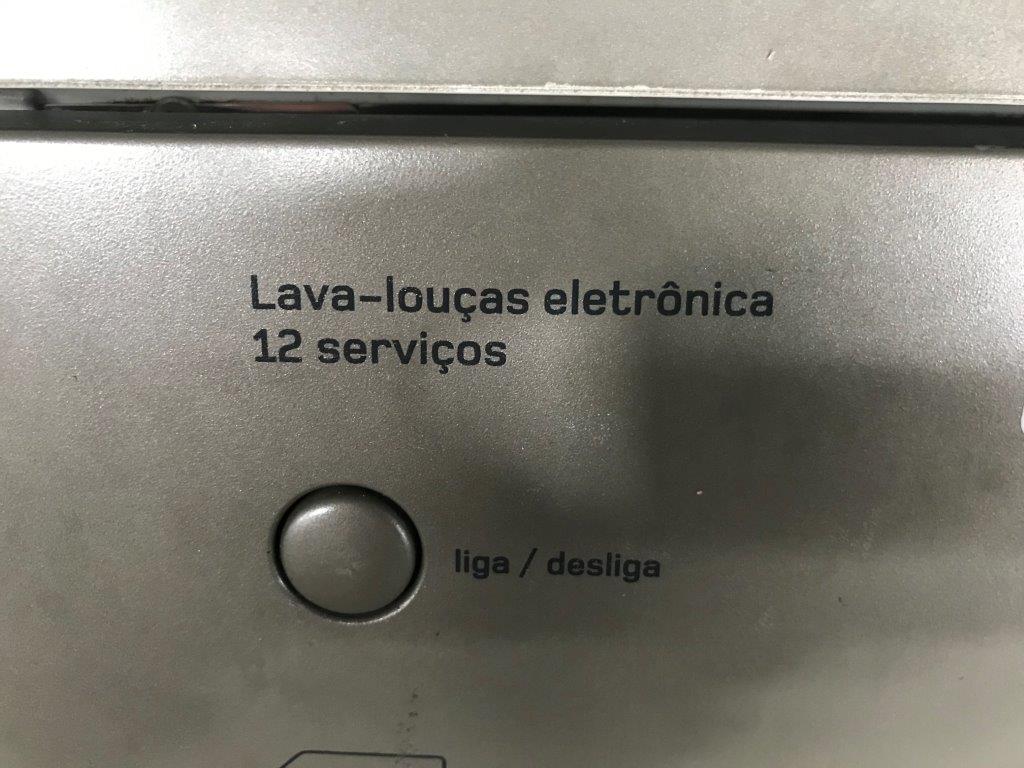 Lava-louças eletrônica
12 serviços
liga / desliga